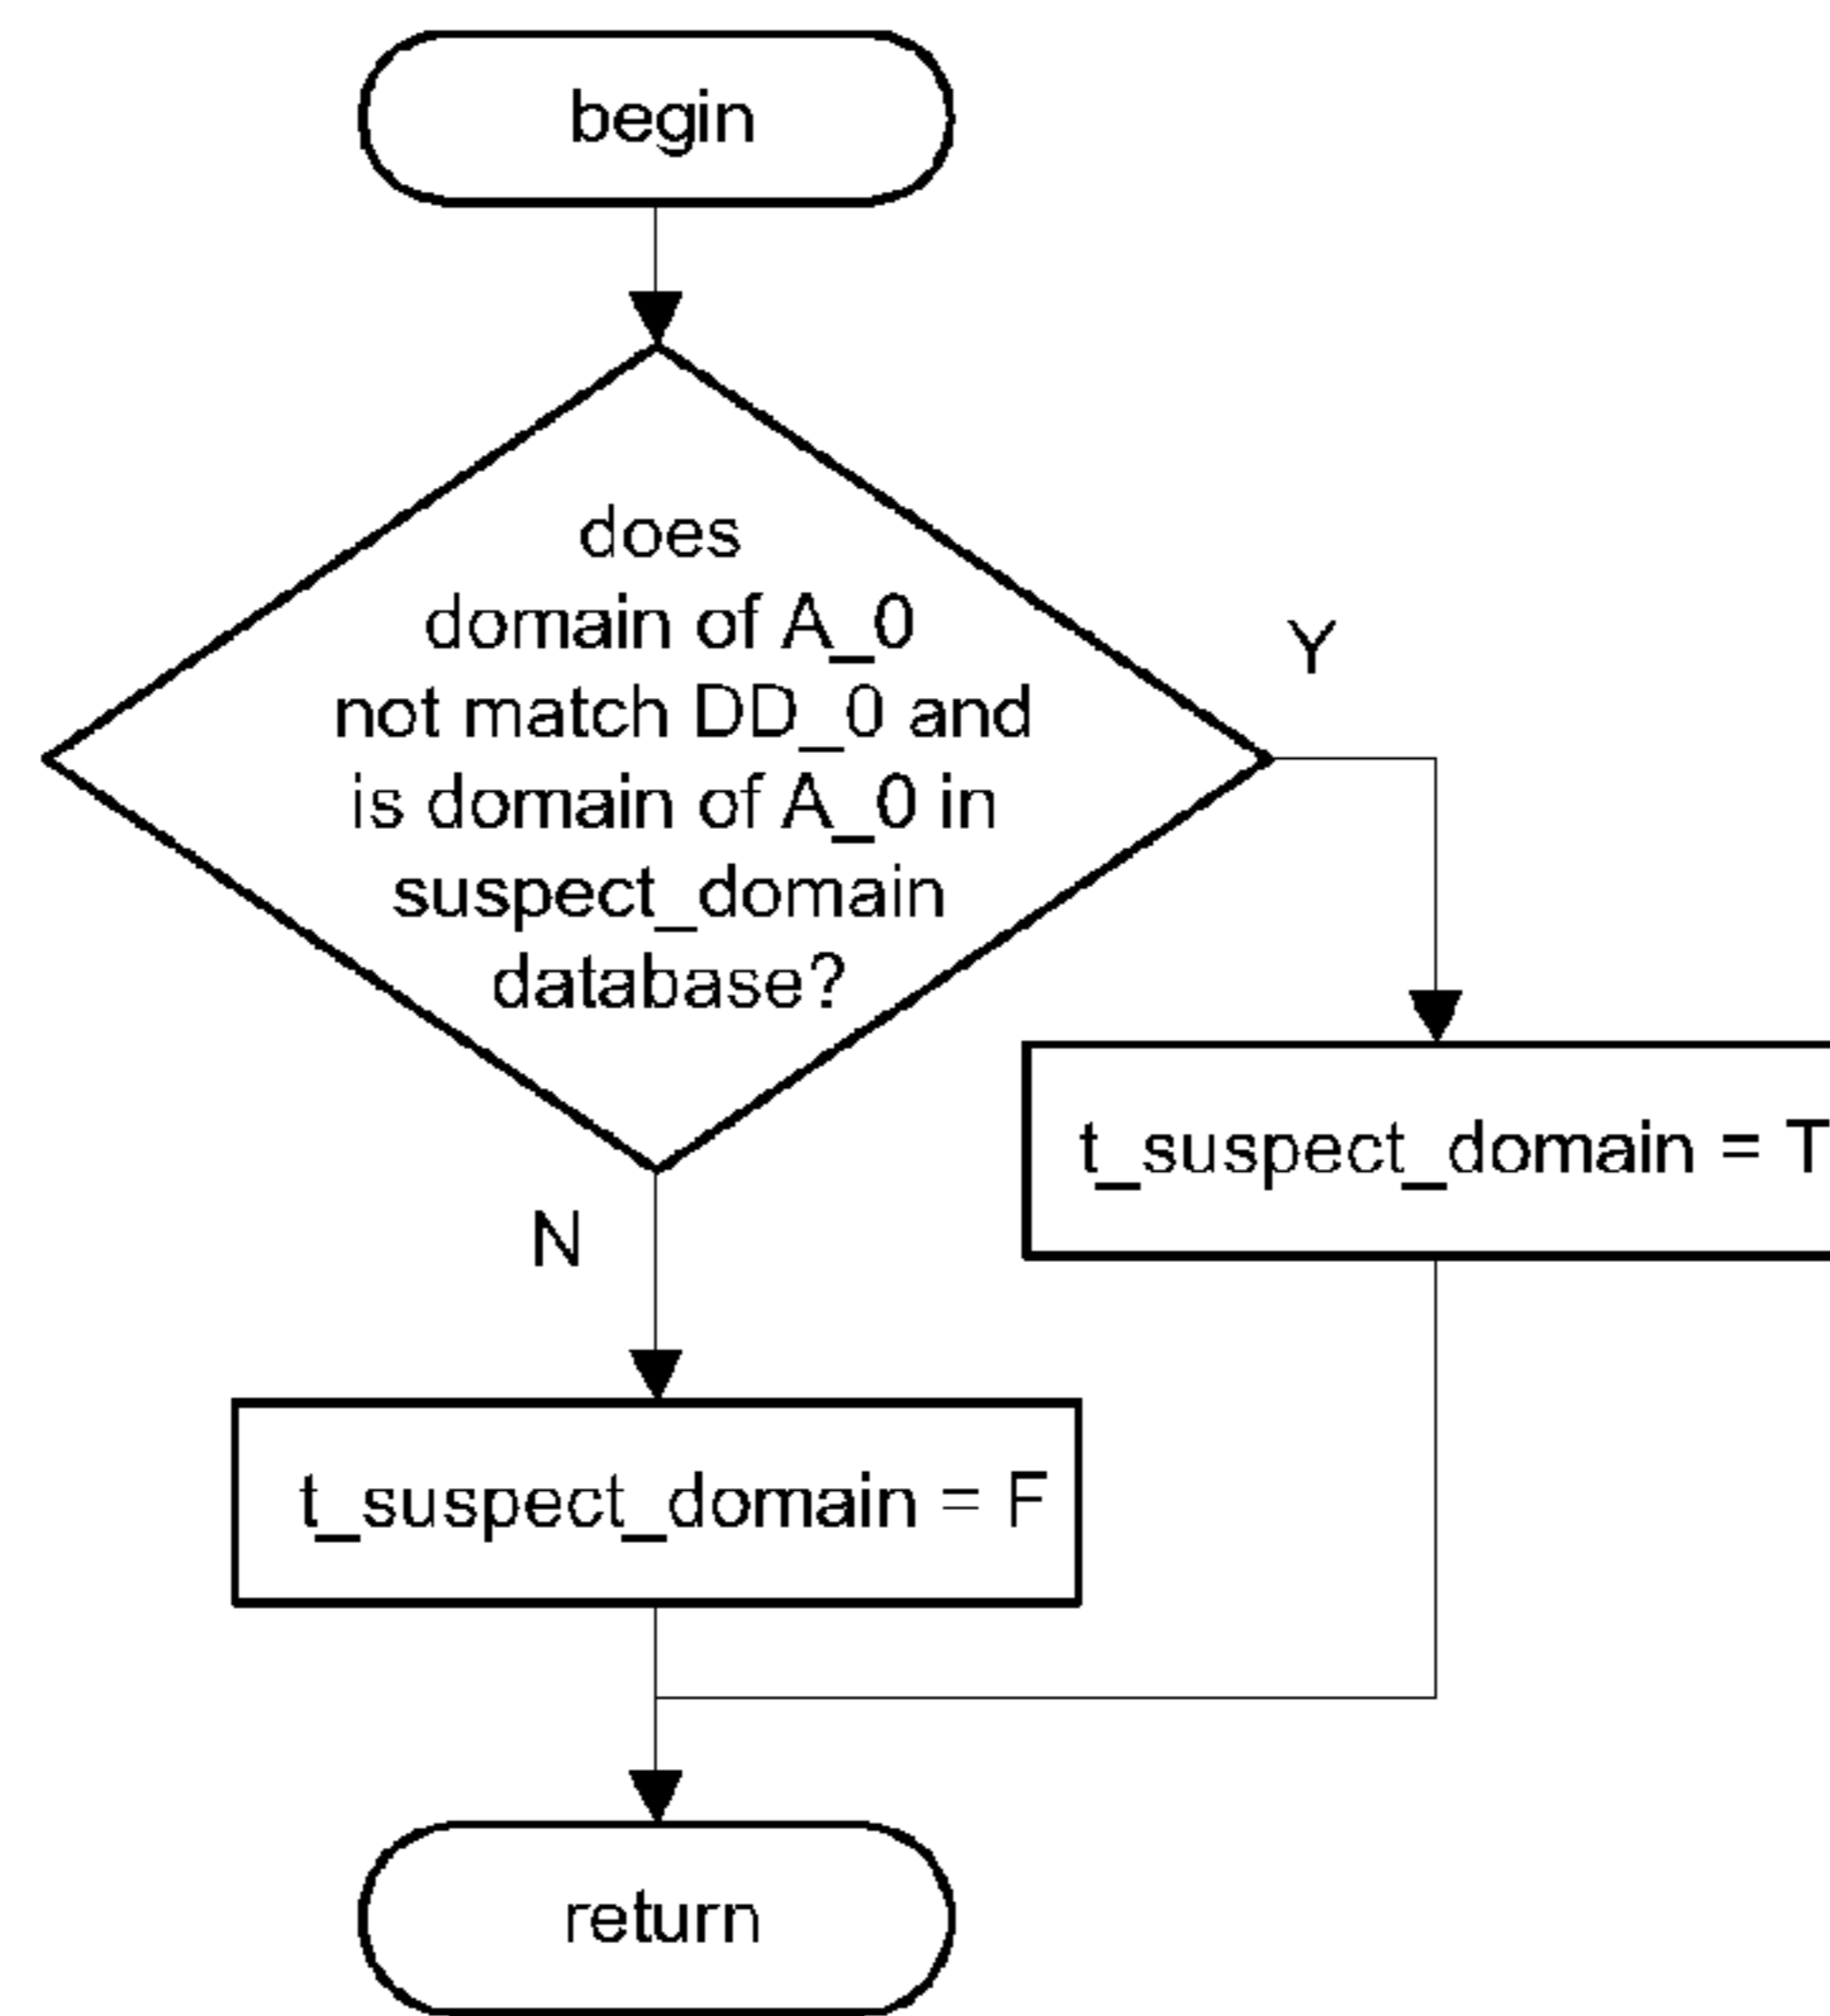 begin
does
domain of A_0
not match DD_0 and
is domain of A_0 in
suspect_domain
database?
Y
t_suspect_domain = T
N
t_suspect_domain = F
return